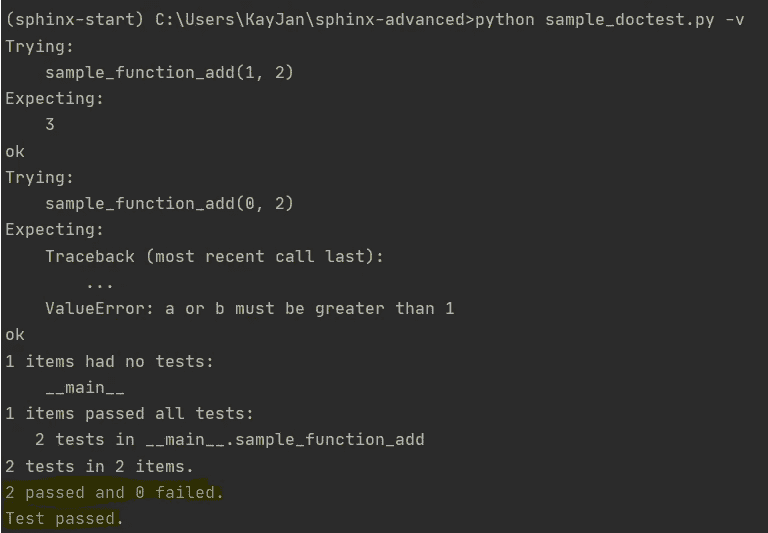 (sphinx-start) C:\Users\KayJan\sphinx-advanced>python sample_doctest.py -v
Trying:
    sample_function_add(1, 2)
Expecting:
    3
ok
Trying:
    sample_function_add(0, 2)
Expecting:
    Traceback (most recent call last):
        ...
    ValueError: a or b must be greater than 1
ok
1 items had no tests:
    __main__
1 items passed all tests:
   2 tests in __main__.sample_function_add
2 tests in 2 items.
2 passed and 0 failed.
Test passed.